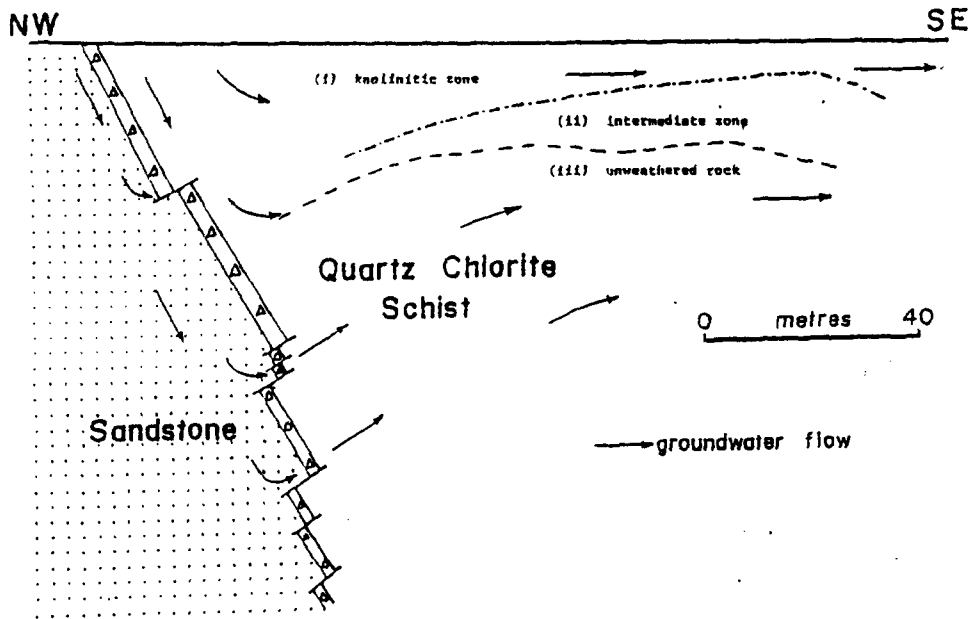 NW
SE
(i) kaolinitic zone
(ii) intermediate zone
(iii) unweathered rock
Quartz Chlorite
Schist
0 metres 40
Sandstone
groundwater flow